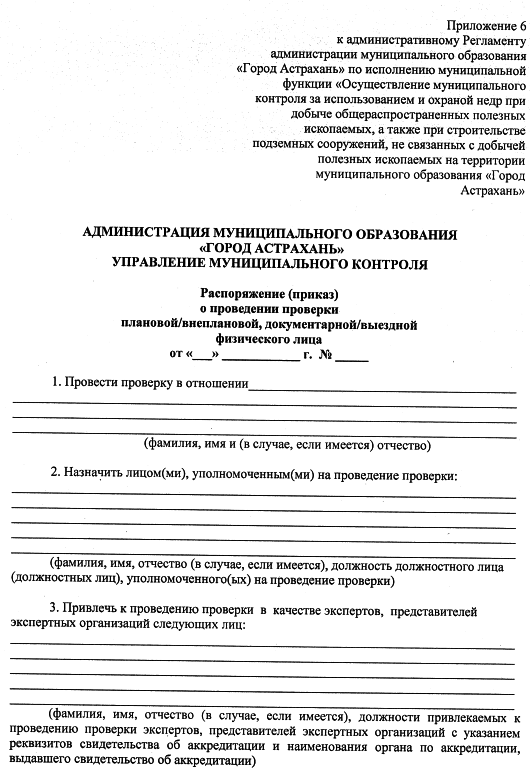 Приложение 6
к административному Регламенту
администрации муниципального образования
«Город Астрахань» по исполнению муниципальной
функции «Осуществление муниципального
контроля за использованием и охраной недр при
добыче общераспространенных полезных
ископаемых, а также при строительстве
подземных сооружений, не связанных с добычей
полезных ископаемых на территории
муниципального образования «Город
Астрахань»
АДМИНИСТРАЦИЯ МУНИЦИПАЛЬНОГО ОБРАЗОВАНИЯ
«ГОРОД АСТРАХАНЬ»
УПРАВЛЕНИЕ МУНИЦИПАЛЬНОГО КОНТРОЛЯ
Распоряжение (приказ)
о проведении проверки
плановой/внеплановой, документарной/выездной
физического лица
от «___» ____________ г. № _____
1. Провести проверку в отношении
(фамилия, имя и (в случае, если имеется) отчество)
2. Назначить лицом(ми), уполномоченным(ми) на проведение проверки:
(фамилия, имя, отчество (в случае, если имеется), должность должностного лица
(должностных лиц), уполномоченного(ых) на проведение проверки)
3. Привлечь к проведению проверки в качестве экспертов, представителей
экспертных организаций следующих лиц:
(фамилия, имя, отчество (в случае, если имеется), должности привлекаемых к
проведению проверки экспертов, представителей экспертных организаций с указанием
реквизитов свидетельства об аккредитации и наименования органа по аккредитации,
выдавшего свидетельство об аккредитации)